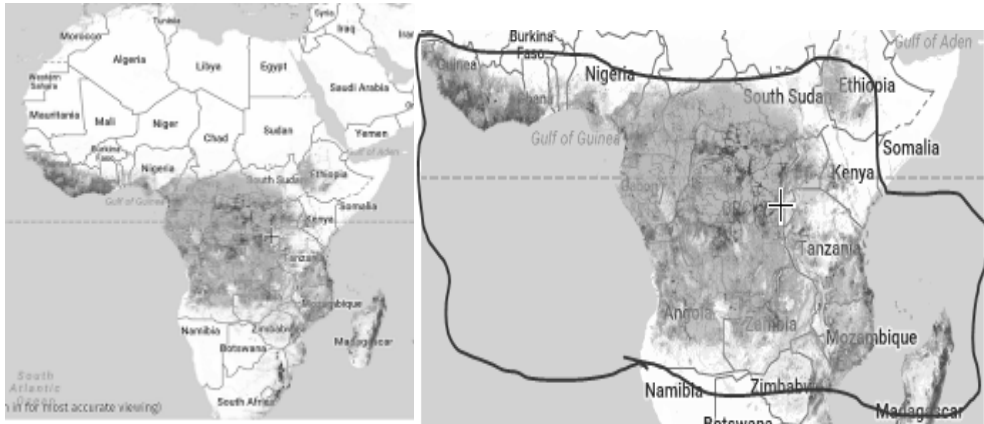 Tunisia
Syria
Iraq
Morocco
Algeria
Libya
Egypt
Western
Sahara
Saudi Arabia
Mauritania
Mali
Niger
Chad
Sudan
Yemen
Burkina
Faso
Gulf of Aden
Nigeria
South Sudan
Ethiopia
Gulf of Guinea
Somalia
Kenya
Tanzania
Mozambique
Namibia
Zimbabwe
Botswana
Madagascar
South Africa
South
Atlantic
Ocean
n in for most accurate viewing)
Burkina
Faso
Gulf of Aden
Guinea
Nigeria
Ghana
Ethiopia
South Sudan
Gulf of Guinea
Somalia
Kenya
Gabon
Tanzania
Angola
Zambia
Mozambique
Namibia
Zimbabw
Madagascar
Botswana